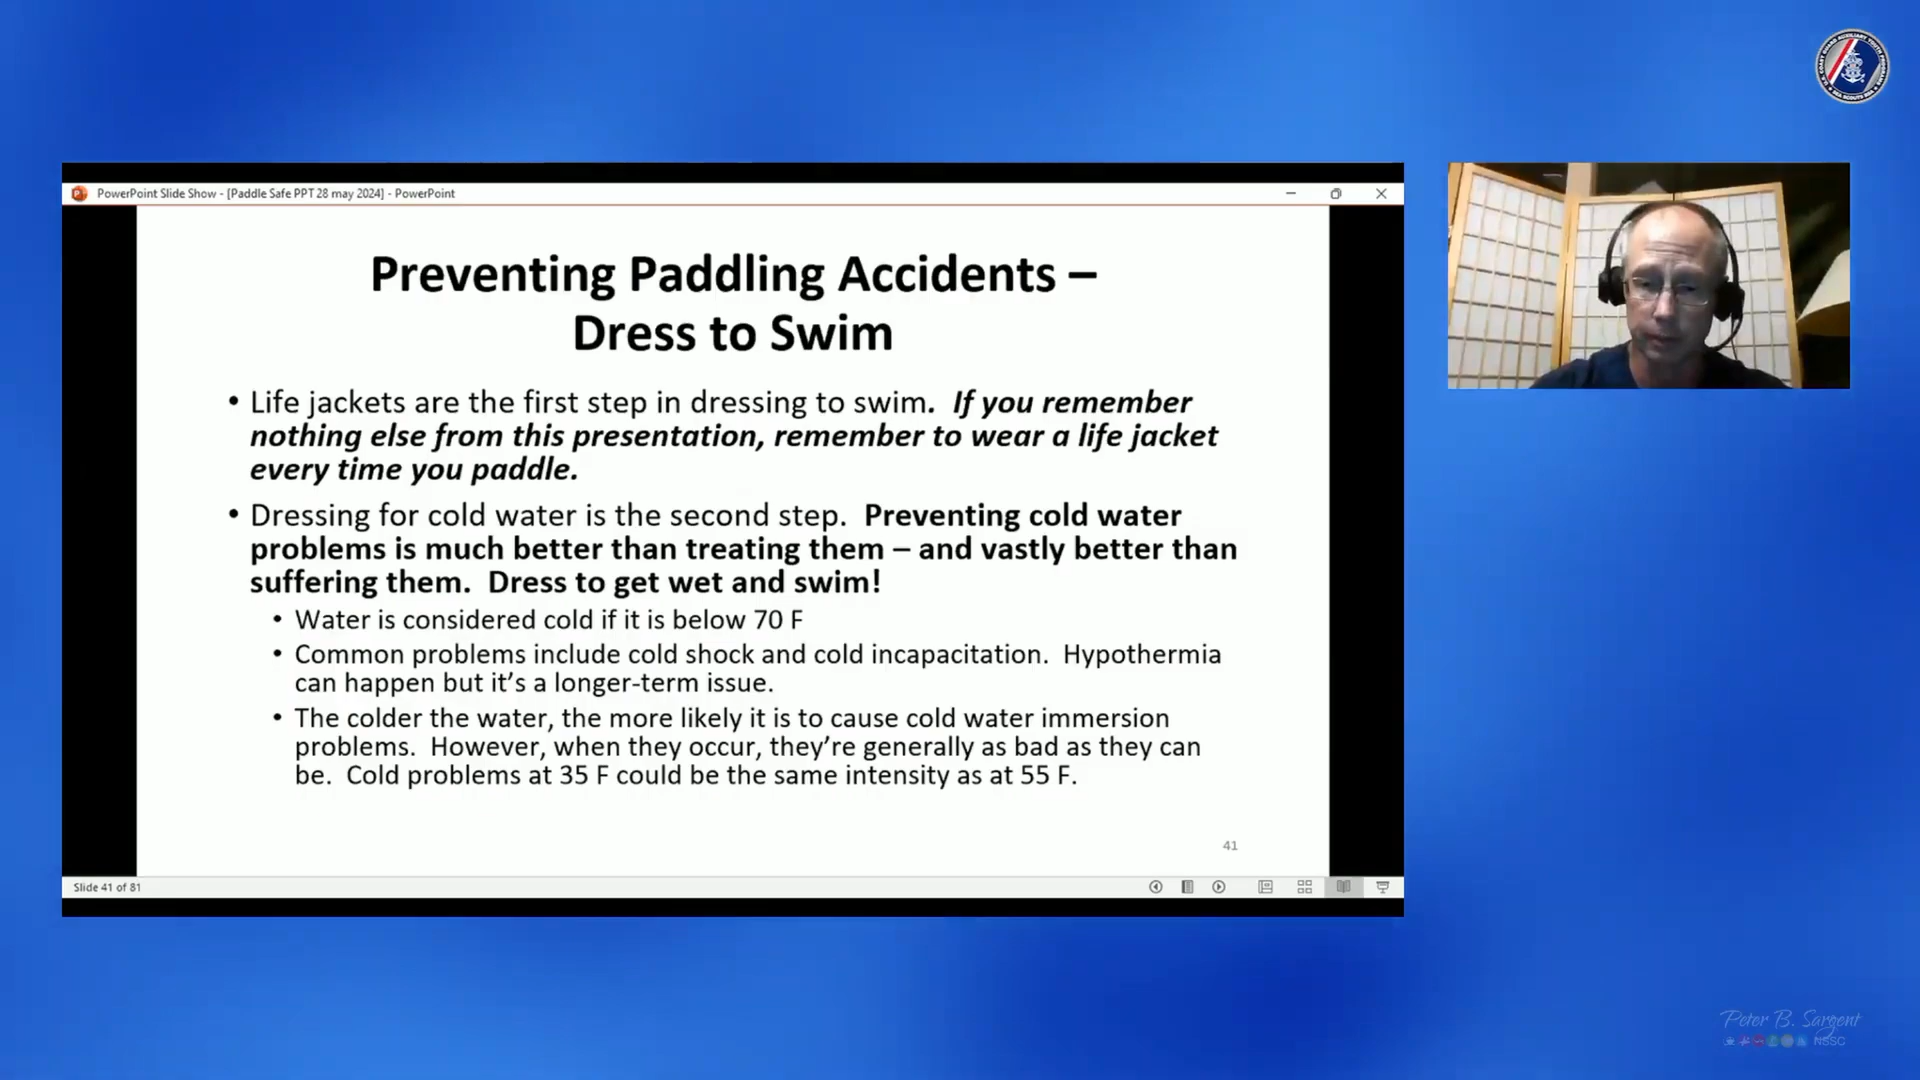 PowerPoint Slide Show - [Paddle Safe PPT 28 may 2024] - PowerPoint
Preventing Paddling Accidents –
Dress to Swim
• Life jackets are the first step in dressing to swim. If you remember
nothing else from this presentation, remember to wear a life jacket
every time you paddle.
• Dressing for cold water is the second step. Preventing cold water
problems is much better than treating them – and vastly better than
suffering them. Dress to get wet and swim!
• Water is considered cold if it is below 70 F
• Common problems include cold shock and cold incapacitation. Hypothermia
can happen but it's a longer-term issue.
• The colder the water, the more likely it is to cause cold water immersion
problems. However, when they occur, they're generally as bad as they can
be. Cold problems at 35 F could be the same intensity as at 55 F.
41
Slide 41 of 81
Peter B. Sargent
NSSC